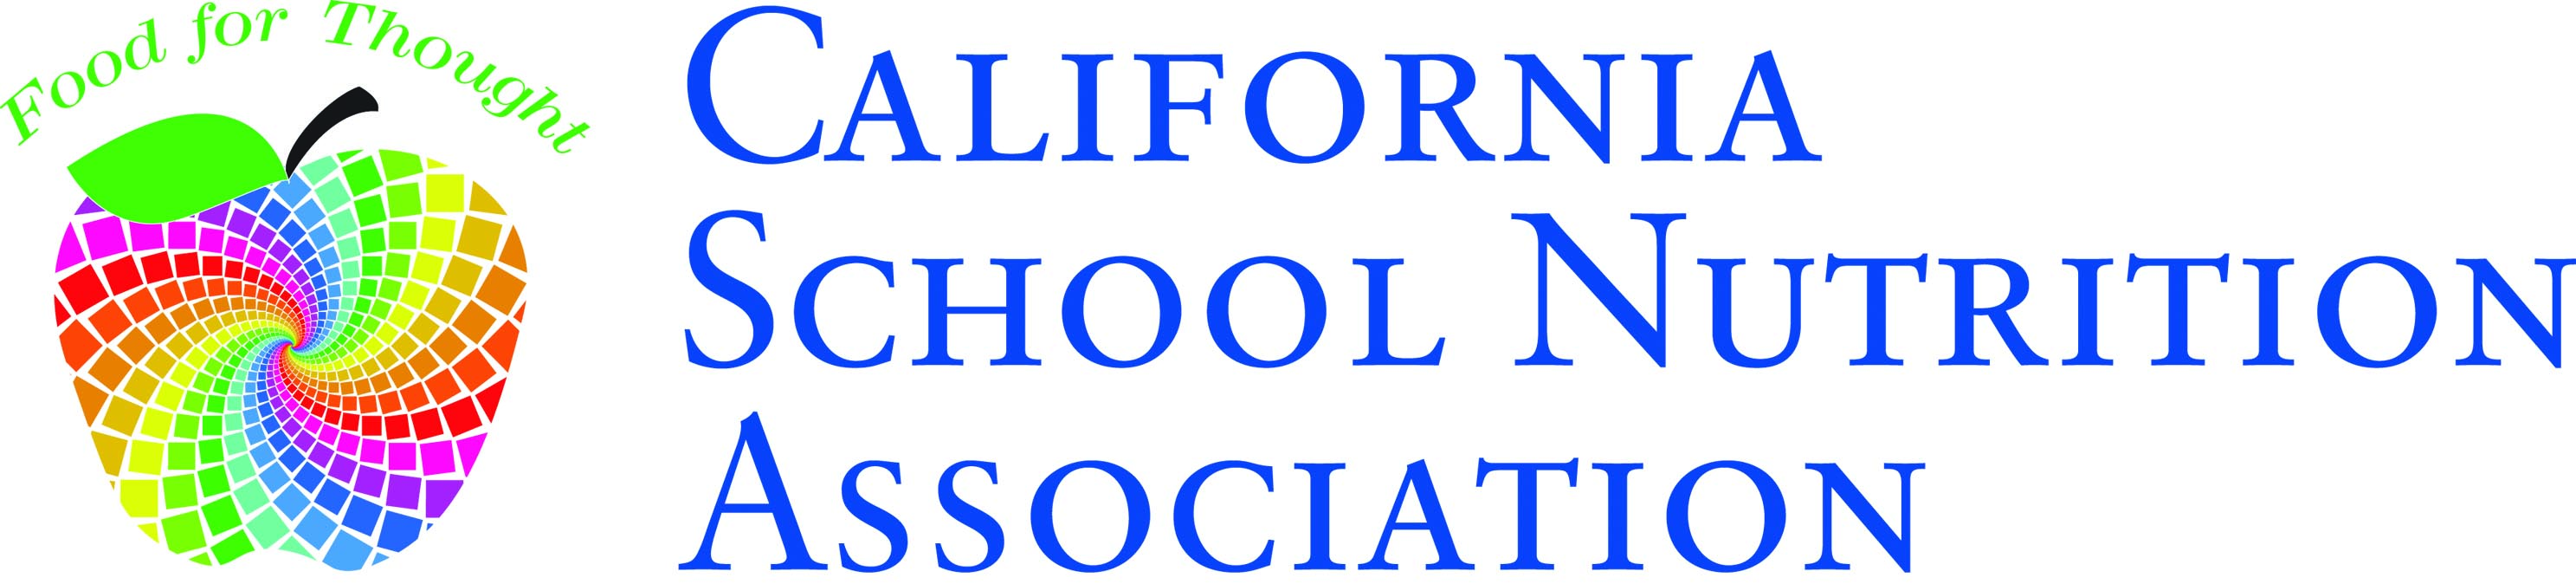 Food for Thought
California
School Nutrition
Association